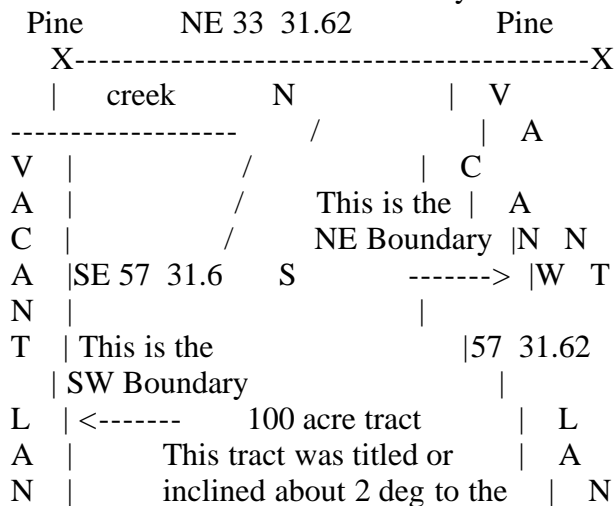 Pine NE 33 31.62 Pine
X-------------------------------------------X
| creek N | V
------------------- / | A
V | / | C
A | / This is the | A
C | / NE Boundary |N N
A |SE 57 31.6 S -------> |W T
N | |
T | This is the |57 31.62
| SW Boundary |
L | <------- 100 acre tract | L
A | This tract was titled or | A
N | inclined about 2 deg to the | N